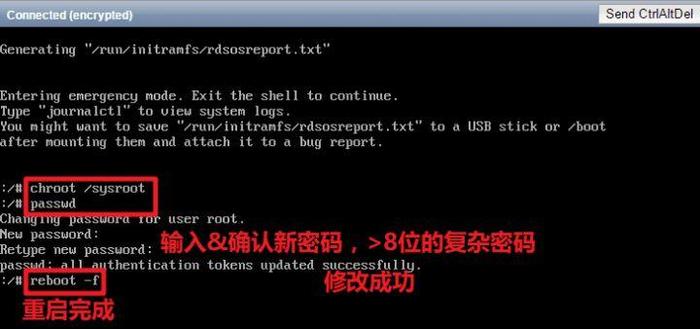 Connected (encrypted)
Send CtrlAltDel
Generating "/run/initramfs/rdsosreport.txt"
Entering emergency mode. Exit the shell to continue.
Type "journalctl" to view system logs.
You might want to save "/run/initramfs/rdsosreport.txt" to a USB stick or /boot
after mounting them and attach it to a bug report.
:/# chroot /sysroot
:/# passwd
Changing password for user root.
New password:
Retype new password:
输入&确认新密码，>8位的复杂密码
passwd: all authentication tokens updated successfully.
:/# reboot -f
修改成功
重启完成